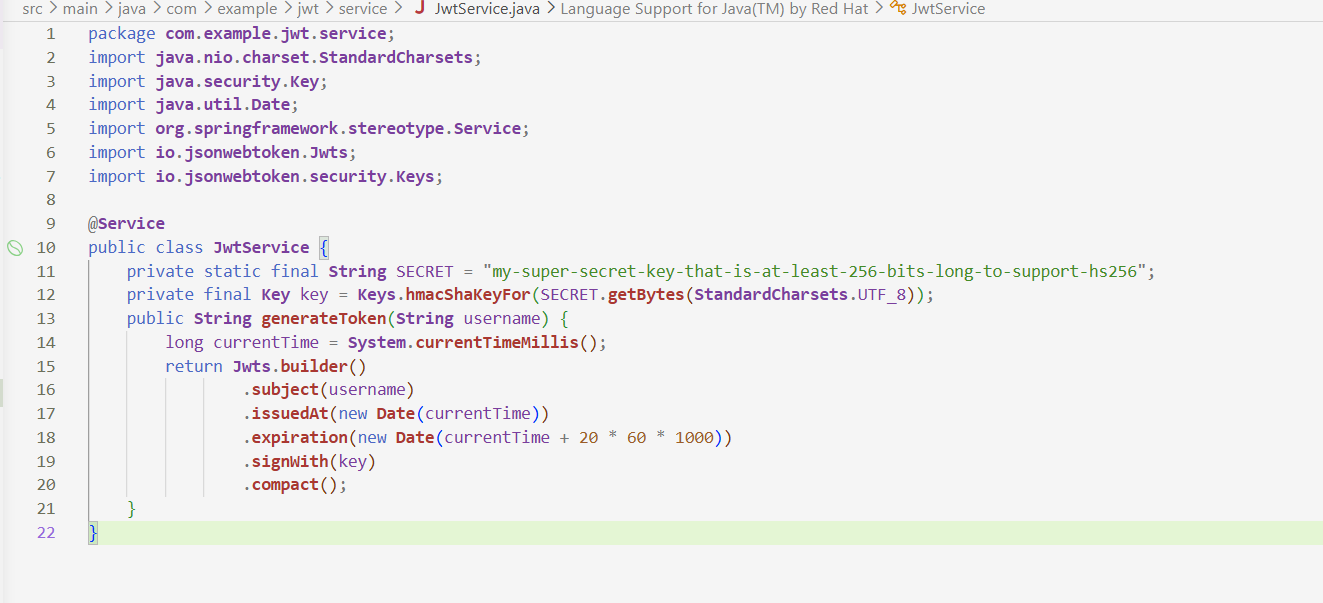 src > main > java > com > example > jwt > service > JwtService.java > Language Support for Java(TM) by Red Hat > JwtService
1 package com.example.jwt.service;
2 import java.nio.charset.StandardCharsets;
3 import java.security.Key;
4 import java.util.Date;
5 import org.springframework.stereotype.Service;
6 import io.jsonwebtoken.Jwts;
7 import io.jsonwebtoken.security.Keys;
8
9 @Service
10 public class JwtService {
11     private static final String SECRET = "my-super-secret-key-that-is-at-least-256-bits-long-to-support-hs256";
12     private final Key key = Keys.hmacShaKeyFor(SECRET.getBytes(StandardCharsets.UTF_8));
13     public String generateToken(String username) {
14         long currentTime = System.currentTimeMillis();
15         return Jwts.builder()
16                 .subject(username)
17                 .issuedAt(new Date(currentTime))
18                 .expiration(new Date(currentTime + 20 * 60 * 1000))
19                 .signWith(key)
20                 .compact();
21     }
22 }